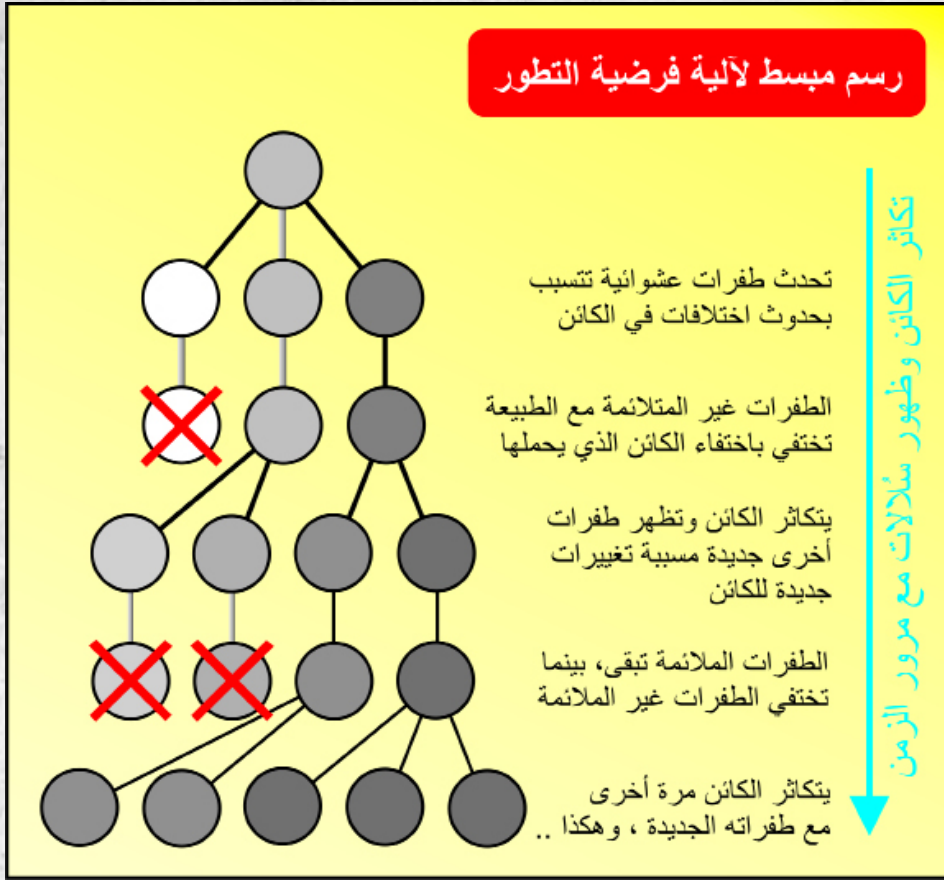 رسم مبسط لآلية فرضية التطور
تحدث طفرات عشوائية تتسبب
بحدوث اختلافات في الكائن
الطفرات غير المتلائمة مع الطبيعة
تختفي باختفاء الكائن الذي يحملها
يتكاثر الكائن وتظهر طفرات
أخرى جديدة مسببة تغييرات
جديدة للكائن
الطفرات الملائمة تبقى، بينما
تختفي الطفرات غير الملائمة
يتكاثر الكائن مرة أخرى
مع طفراته الجديدة ، وهكذا ..
تكاثر الكائن وظهور سُلالات مع مرور الزمن